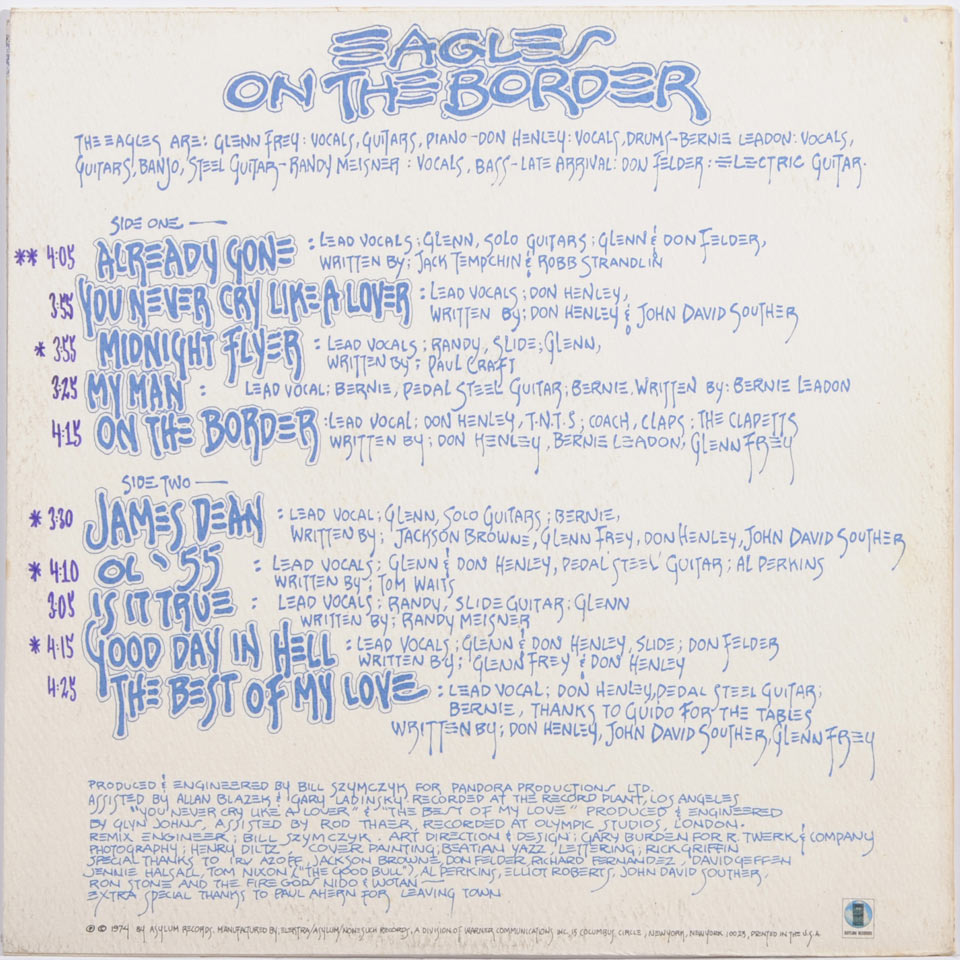 EAGLES
ON THE BORDER
THE EAGLES ARE: GLENN FREY: VOCALS, GUITARS, PIANO-DON HENLEY: VOCALS, DRUMS-BERNIE LEADON: VOCALS,
GUITARS, BANJO, STEEL GUITAR-RANDY MEISNER: VOCALS, BASS-LATE ARRIVAL: DON FELDER: ELECTRIC GUITAR.
SIDE ONE —
** 4:05 ALREADY GONE : LEAD VOCALS; GLENN, SOLO GUITARS; GLENN & DON FELDER,
WRITTEN BY; JACK TEMPCHIN & ROBB STRANDLIN
3:55 YOU NEVER CRY LIKE A LOVER : LEAD VOCALS; DON HENLEY,
WRITTEN BY; DON HENLEY & JOHN DAVID SOUTHER
* 3:55 MIDNIGHT FLYER : LEAD VOCALS; RANDY, SLIDE; GLENN,
WRITTEN BY: PAUL CRAFT
3:25 MY MAN : LEAD VOCAL; BERNIE, PEDAL STEEL GUITAR; BERNIE, WRITTEN BY: BERNIE LEADON
4:15 ON THE BORDER : LEAD VOCAL: DON HENLEY, T.N.T.S; COACH, CLAPS: THE CLAPETTS
WRITTEN BY; DON HENLEY, BERNIE LEADON, GLENN FREY
SIDE TWO —
* 3:30 JAMES DEAN : LEAD VOCAL; GLENN, SOLO GUITARS; BERNIE,
WRITTEN BY; JACKSON BROWNE, GLENN FREY, DON HENLEY, JOHN DAVID SOUTHER
* 4:10 OL '55 : LEAD VOCALS; GLENN & DON HENLEY, PEDAL STEEL GUITAR; AL PERKINS
WRITTEN BY; TOM WAITS
3:05 IS IT TRUE : LEAD VOCALS; RANDY, SLIDE GUITAR: GLENN
WRITTEN BY; RANDY MEISNER
* 4:15 GOOD DAY IN HELL : LEAD VOCALS; GLENN & DON HENLEY, SLIDE; DON FELDER
WRITTEN BY; GLENN FREY & DON HENLEY
4:25 THE BEST OF MY LOVE : LEAD VOCAL; DON HENLEY, PEDAL STEEL GUITAR;
BERNIE, THANKS TO GUIDO FOR THE TABLES
WRITTEN BY; DON HENLEY, JOHN DAVID SOUTHER, GLENN FREY
PRODUCED & ENGINEERED BY BILL SZYMCZYK FOR PANDORA PRODUCTIONS LTD.
ASSISTED BY ALLAN BLAZEK & GARY LADINSKY. RECORDED AT THE RECORD PLANT, LOS ANGELES
"YOU NEVER CRY LIKE A LOVER" & "THE BEST OF MY LOVE" PRODUCED & ENGINEERED
BY GLYN JOHNS, ASSISTED BY ROD THAER, RECORDED AT OLYMPIC STUDIOS, LONDON.
REMIX ENGINEER; BILL SZYMCZYK. ART DIRECTION & DESIGN: GARY BURDEN FOR R. TWERK & COMPANY
PHOTOGRAPHY; HENRY DILTZ. COVER PAINTING; BEATIAN YAZZ, LETTERING; RICK GRIFFIN
SPECIAL THANKS TO IRV AZOFF, JACKSON BROWNE, DON FELDER, RICHARD FERNANDEZ, DAVID GEFFEN
JENNIE HALSALL, TOM NIXON ("THE GOOD BULL"), AL PERKINS, ELLIOT ROBERTS, JOHN DAVID SOUTHER,
RON STONE AND THE FIRE GODS NIDO & WOTAN —
EXTRA SPECIAL THANKS TO PAUL AHERN FOR LEAVING TOWN
℗ © 1974 BY ASYLUM RECORDS. MANUFACTURED BY, ELEKTRA/ASYLUM/NONESUCH RECORDS, A DIVISION OF WARNER COMMUNICATIONS INC. 15 COLUMBUS CIRCLE, NEW YORK, NEW YORK 10023, PRINTED IN THE U.S.A.
ASYLUM RECORDS